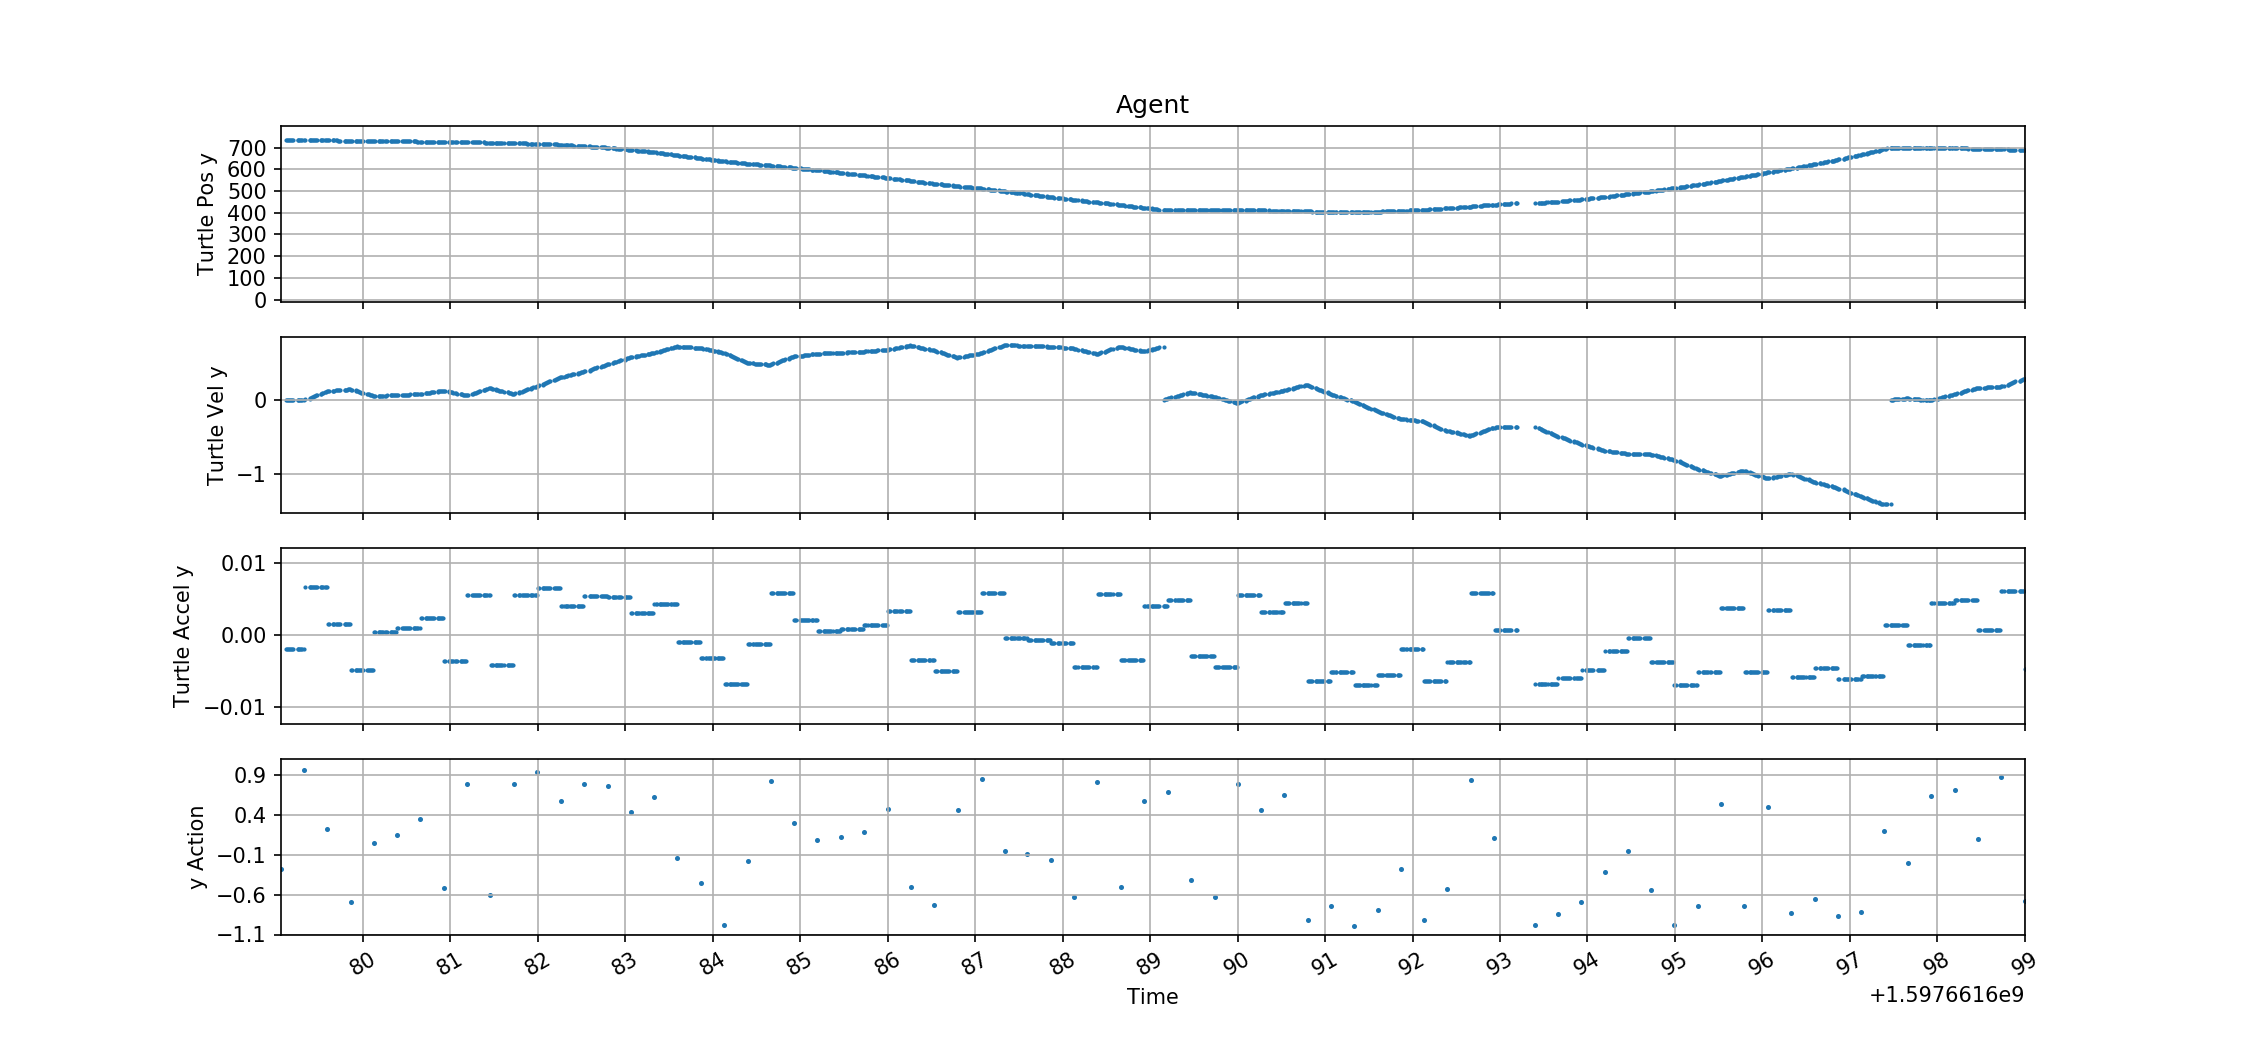 Agent
Turtle Pos y
700
600
500
400
300
200
100
0
Turtle Vel y
0
−1
Turtle Accel y
0.01
0.00
−0.01
y Action
0.9
0.4
−0.1
−0.6
−1.1
80 81 82 83 84 85 86 87 88 89 90 91 92 93 94 95 96 97 98 99
Time
+1.5976616e9